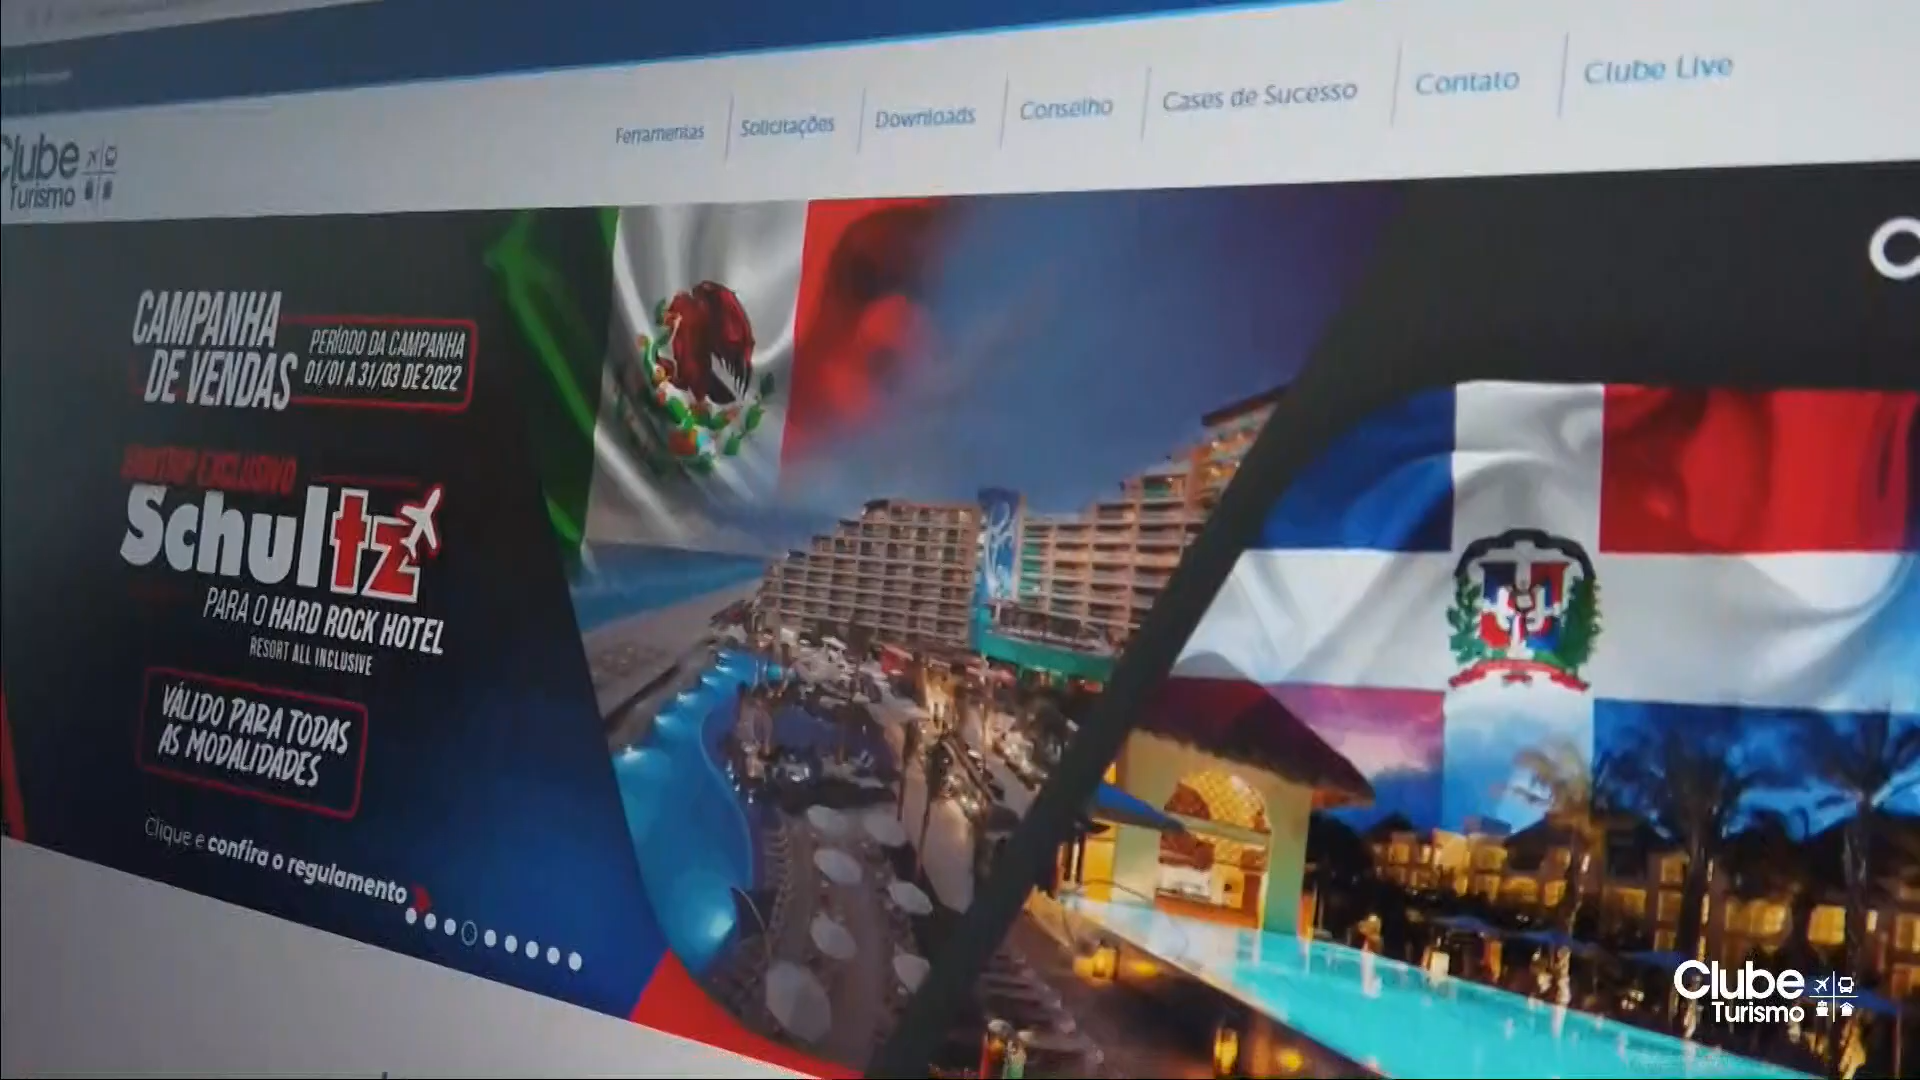 Ferramentas
Solicitações
Downloads
Conselho
Cases de Sucesso
Contato
Clube Live
Clube
Turismo
CAMPANHA
DE VENDAS
PERÍODO DA CAMPANHA
01/01 A 31/03 DE 2022
EXCLUSIVO
Schultz
PARA O HARD ROCK HOTEL
RESORT ALL INCLUSIVE
VÁLIDO PARA TODAS
AS MODALIDADES
Clique e confira o regulamento
Clube
Turismo